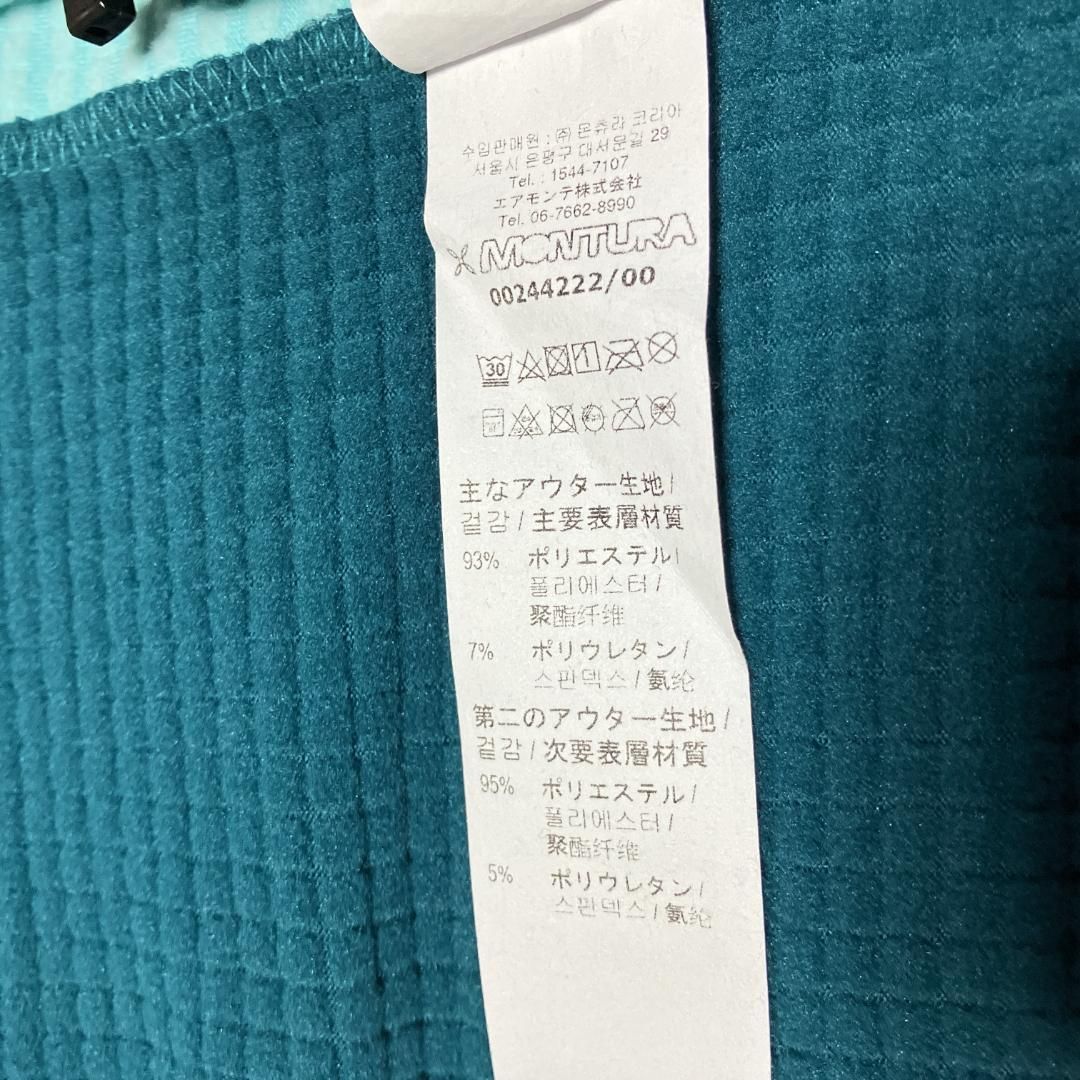 수입판매원 : ㈜ 몬츄라 코리아
서울시 은평구 대서문길 29
Tel. : 1544-7107
エアモンテ株式会社
Tel. 06-7662-8990
MONTURA
00244222/00
30
主なアウター生地/
겉감/主要表層材質
93% ポリエステル/
폴리에스터/
聚酯纤维
7% ポリウレタン/
스판덱스/氨纶
第二のアウター生地/
겉감/次要表層材質
95% ポリエステル/
폴리에스터/
聚酯纤维
5% ポリウレタン/
스판덱스/氨纶